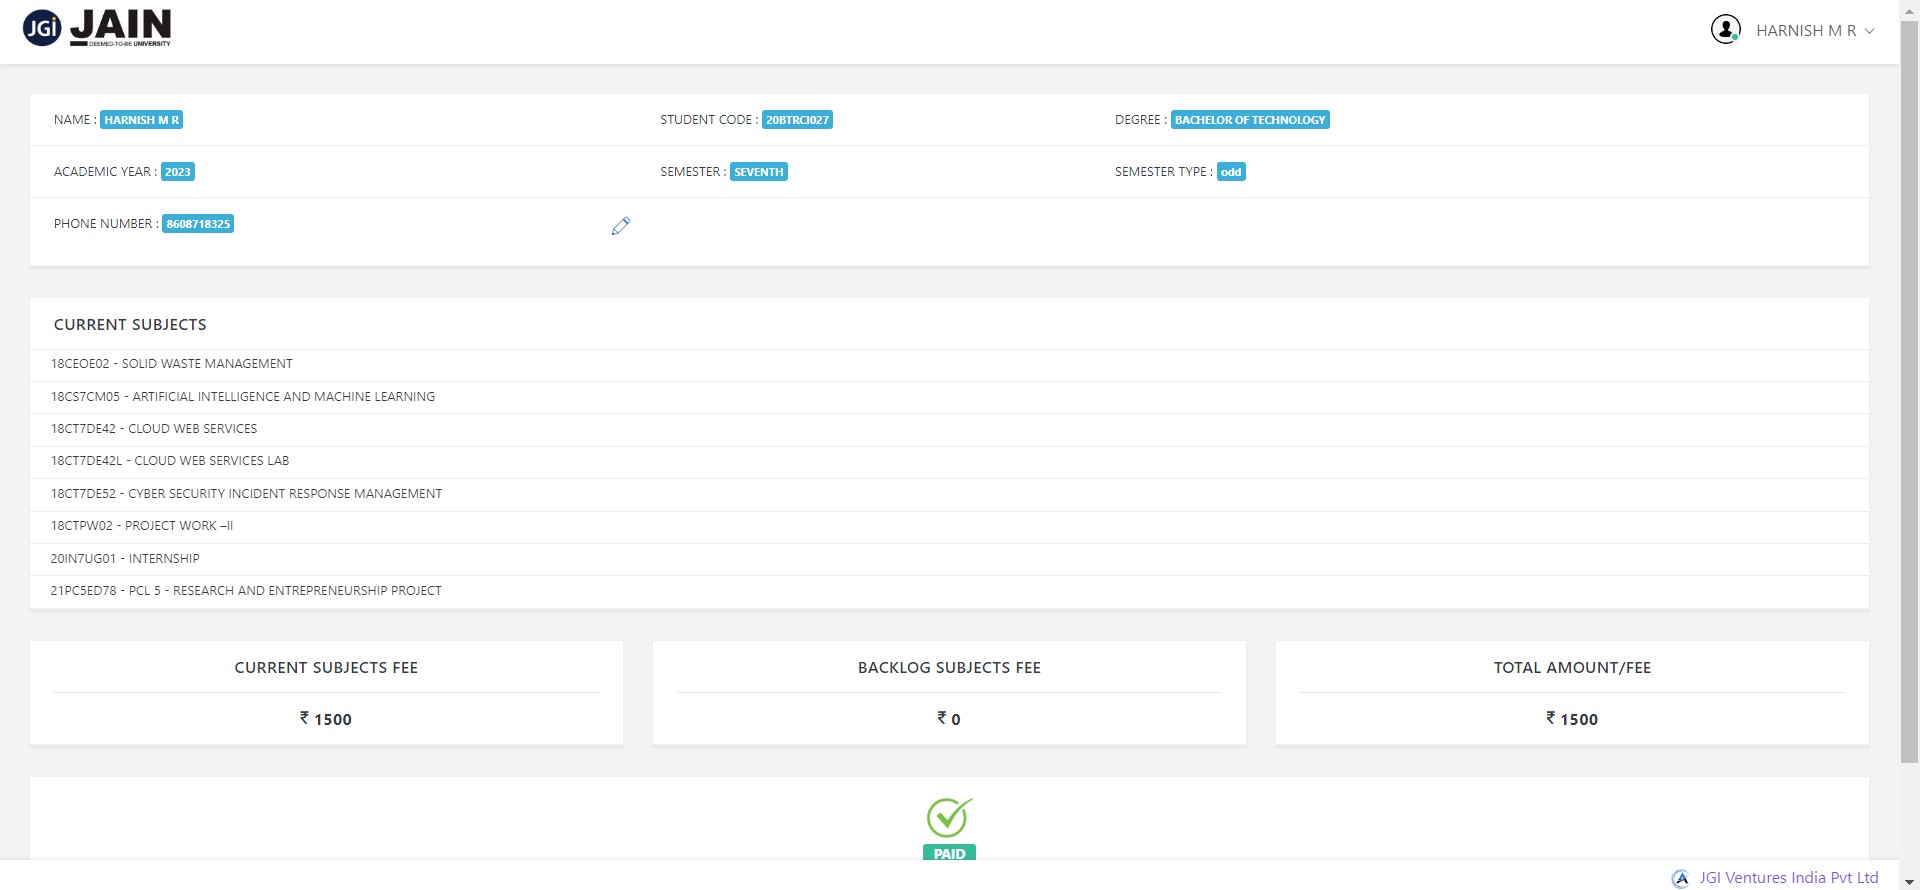 JGI JAIN
DEEMED-TO-BE UNIVERSITY
HARNISH M R
NAME : HARNISH M R
STUDENT CODE : 20BTRCI027
DEGREE : BACHELOR OF TECHNOLOGY
ACADEMIC YEAR : 2023
SEMESTER : SEVENTH
SEMESTER TYPE : odd
PHONE NUMBER : 8608718325
CURRENT SUBJECTS
18CEOE02 - SOLID WASTE MANAGEMENT
18CS7CM05 - ARTIFICIAL INTELLIGENCE AND MACHINE LEARNING
18CT7DE42 - CLOUD WEB SERVICES
18CT7DE42L - CLOUD WEB SERVICES LAB
18CT7DE52 - CYBER SECURITY INCIDENT RESPONSE MANAGEMENT
18CTPW02 - PROJECT WORK –II
20IN7UG01 - INTERNSHIP
21PC5ED78 - PCL 5 - RESEARCH AND ENTREPRENEURSHIP PROJECT
CURRENT SUBJECTS FEE
₹ 1500
BACKLOG SUBJECTS FEE
₹ 0
TOTAL AMOUNT/FEE
₹ 1500
PAID
JGI Ventures India Pvt Ltd